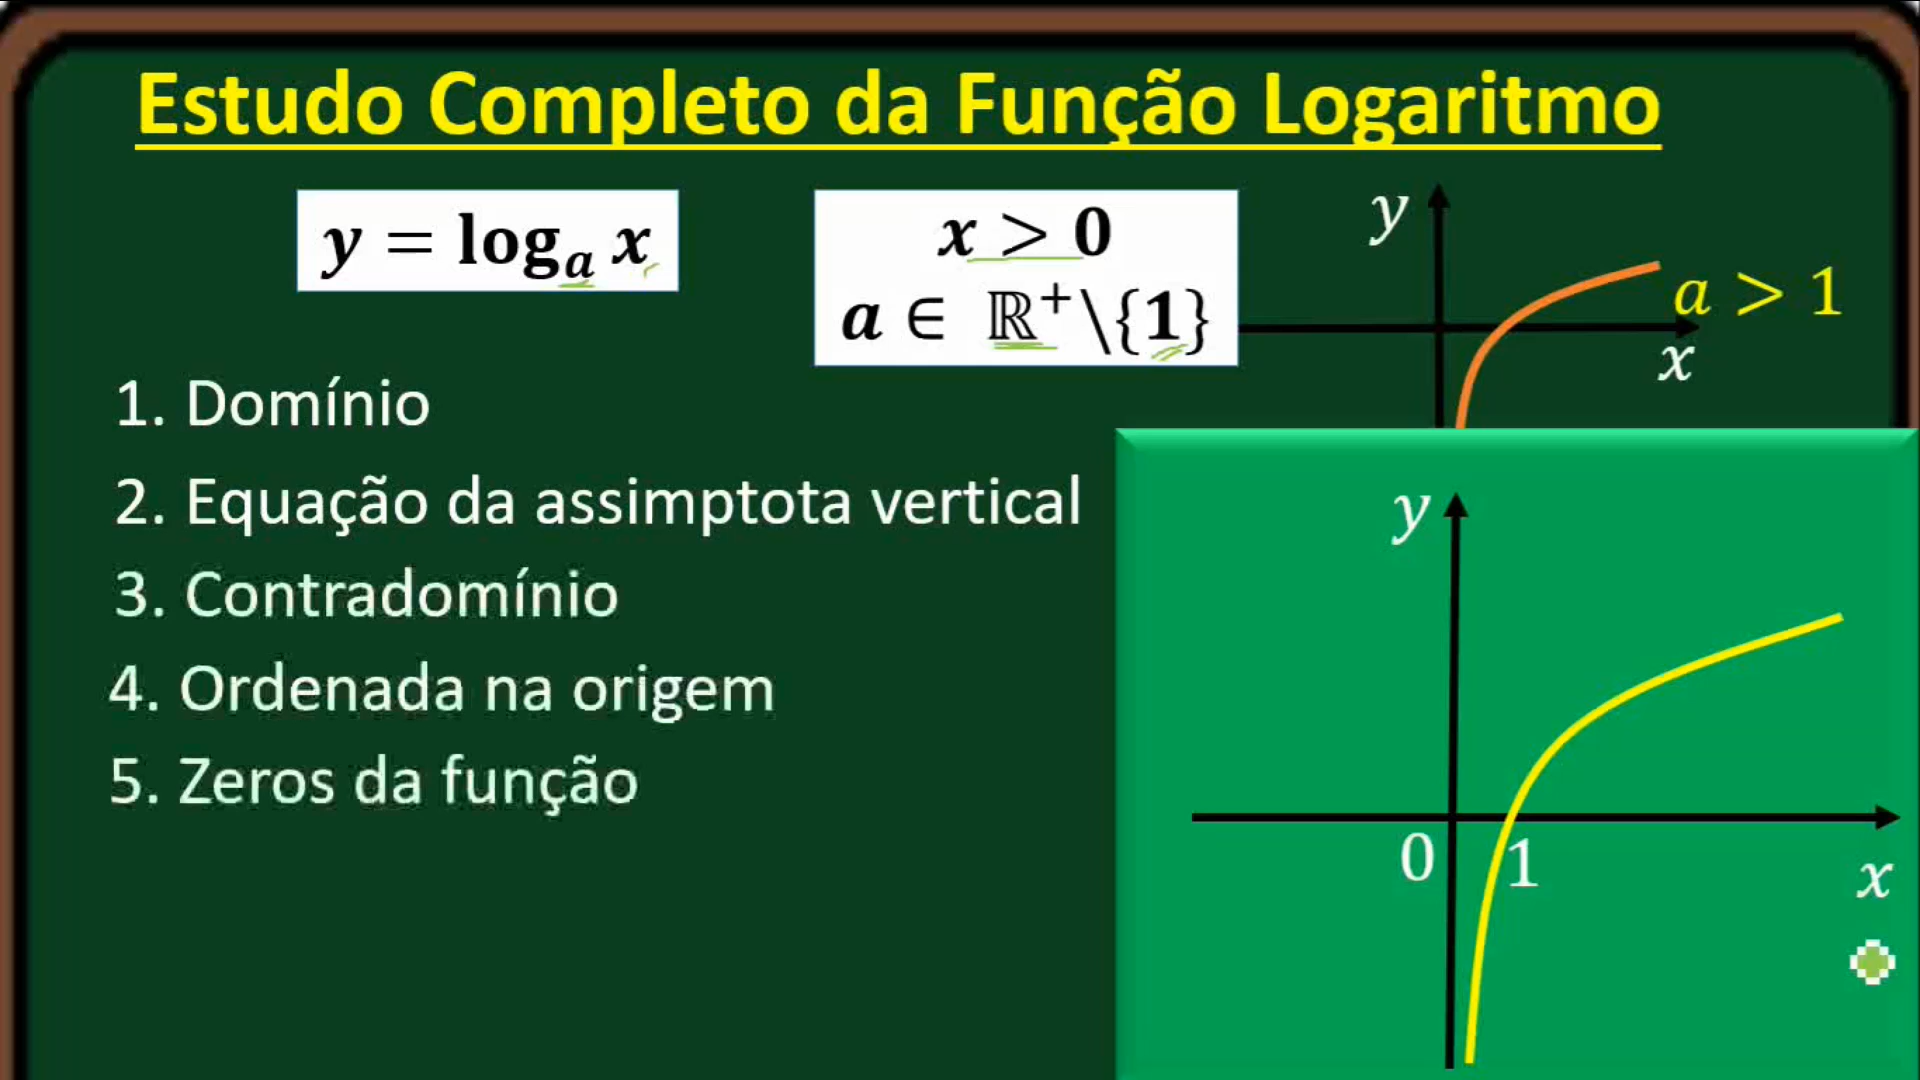 Estudo Completo da Função Logaritmo
y = logₐ x
x > 0
a ∈ ℝ⁺\{1}
y
a > 1
x
1. Domínio
2. Equação da assimptota vertical
3. Contradomínio
4. Ordenada na origem
5. Zeros da função
y
0 1
x